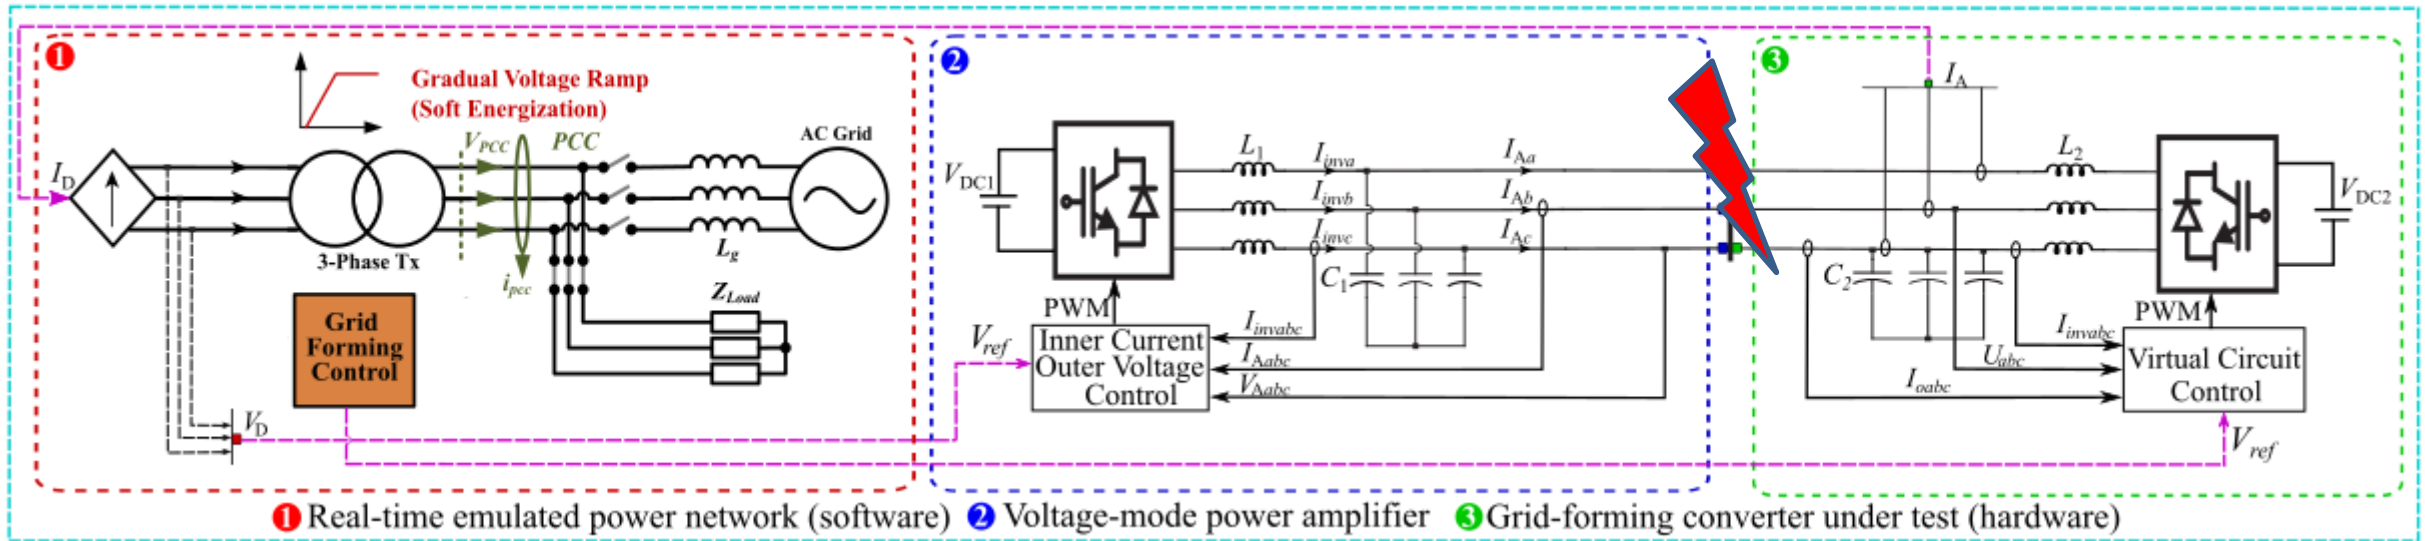 1
Gradual Voltage Ramp
(Soft Energization)
I_D
V_PCC
PCC
i_pcc
AC Grid
L_g
3-Phase Tx
Z_Load
Grid
Forming
Control
V_D
2
V_DC1
L_1
I_inva
I_invb
I_invc
I_Aa
I_Ab
I_Ac
C_1
PWM
V_ref
Inner Current
Outer Voltage
Control
I_invabc
I_Aabc
V_Aabc
3
I_A
L_2
V_DC2
C_2
PWM
I_invabc
U_abc
I_oabc
Virtual Circuit
Control
V_ref
1 Real-time emulated power network (software) 2 Voltage-mode power amplifier 3 Grid-forming converter under test (hardware)